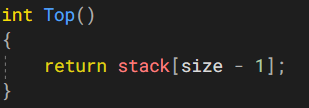 int Top()
{
    return stack[size - 1];
}